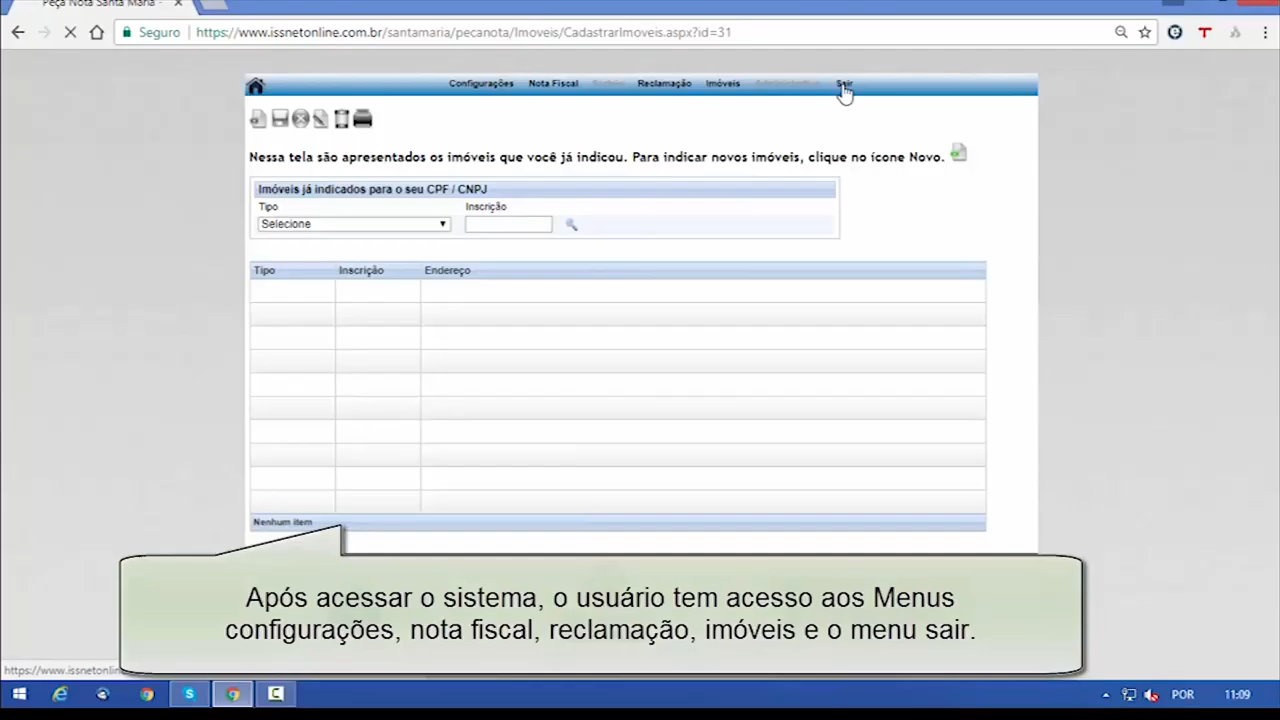 Peça Nota Santa Maria -
Seguro
https://www.issnetonline.com.br/santamaria/pecanota/Imoveis/CadastrarImoveis.aspx?id=31
Configurações Nota Fiscal Reclamação Imóveis Sair
Nessa tela são apresentados os imóveis que você já indicou. Para indicar novos imóveis, clique no ícone Novo.
Imóveis já indicados para o seu CPF / CNPJ
Tipo Inscrição
Selecione
Tipo Inscrição Endereço
Nenhum item
Após acessar o sistema, o usuário tem acesso aos Menus
configurações, nota fiscal, reclamação, imóveis e o menu sair.
https://www.issnetonlin
POR 11:09